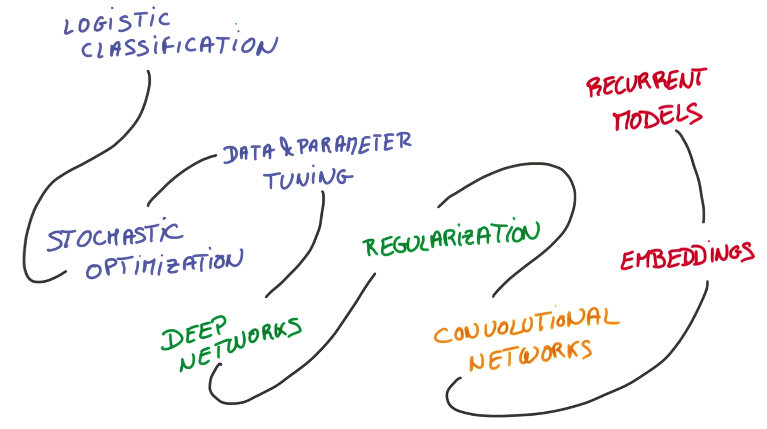 LOGISTIC
CLASSIFICATION
STOCHASTIC
OPTIMIZATION
DATA & PARAMETER
TUNING
DEEP
NETWORKS
REGULARIZATION
CONVOLUTIONAL
NETWORKS
EMBEDDINGS
RECURRENT
MODELS